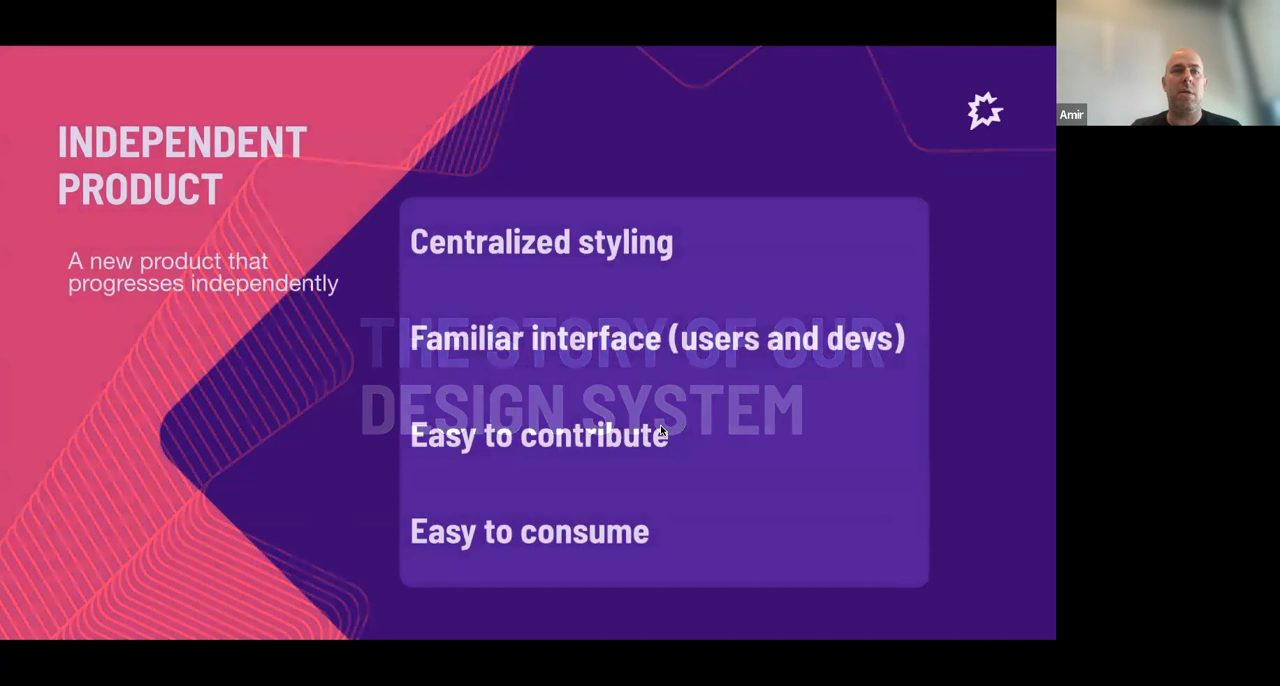 INDEPENDENT
PRODUCT
A new product that
progresses independently
Centralized styling
Familiar interface (users and devs)
THE STORY OF OUR
DESIGN SYSTEM
Easy to contribute
Easy to consume
Amir